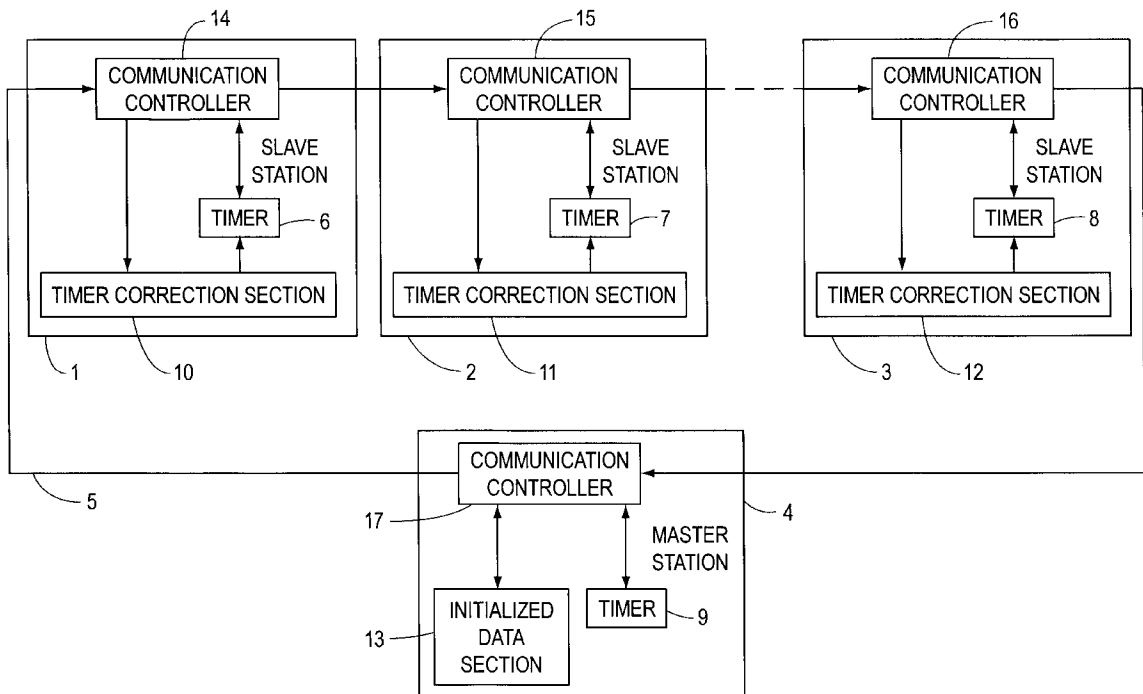 14
15
16
COMMUNICATION
CONTROLLER
COMMUNICATION
CONTROLLER
COMMUNICATION
CONTROLLER
SLAVE
STATION
SLAVE
STATION
SLAVE
STATION
TIMER
6
TIMER
7
TIMER
8
TIMER CORRECTION SECTION
TIMER CORRECTION SECTION
TIMER CORRECTION SECTION
1
10
2
11
3
12
5
COMMUNICATION
CONTROLLER
17
4
MASTER
STATION
13
INITIALIZED
DATA
SECTION
TIMER
9